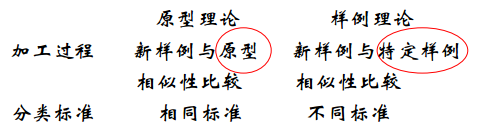 原型理论 样例理论
加工过程 新样例与原型 新样例与特定样例
相似性比较 相似性比较
分类标准 相同标准 不同标准